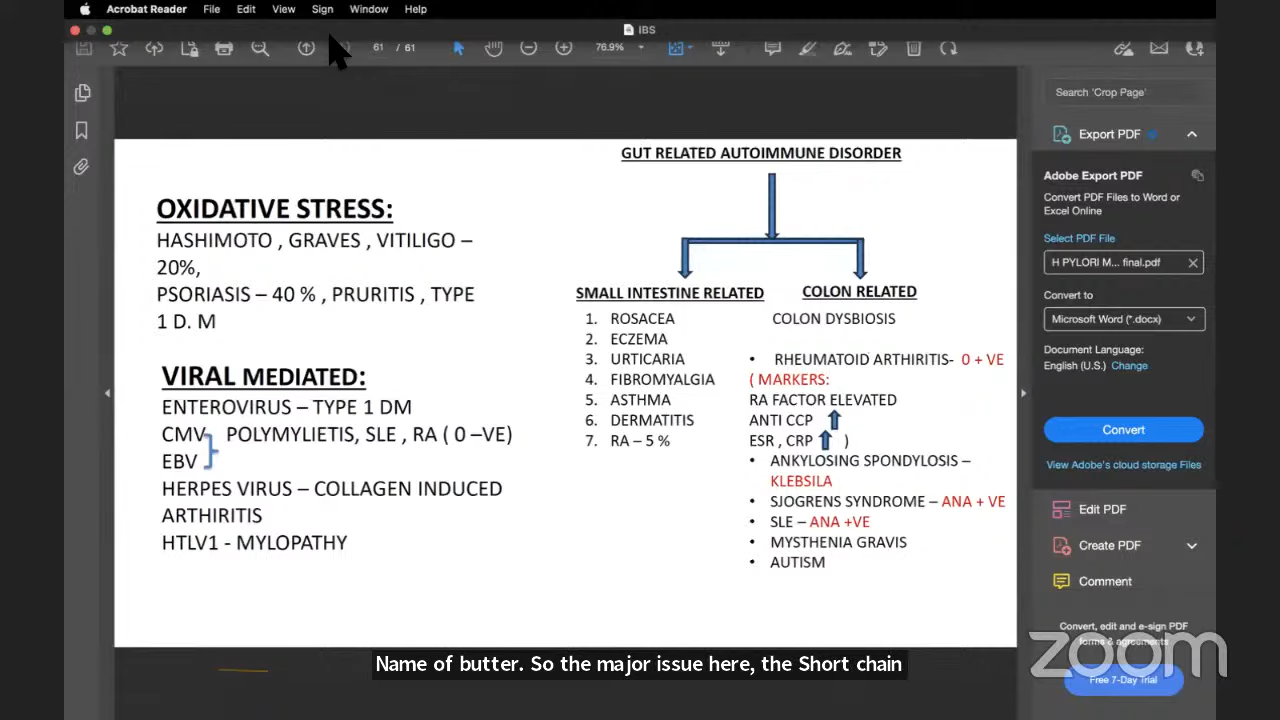 Acrobat Reader File Edit View Sign Window Help
IBS
61 / 61 76.9%
Search 'Crop Page'
Export PDF
Adobe Export PDF
Convert PDF Files to Word or
Excel Online
Select PDF File
H PYLORI M... final.pdf
Convert to
Microsoft Word (*.docx)
Document Language:
English (U.S.) Change
Convert
View Adobe's cloud storage Files
Edit PDF
Create PDF
Comment
Convert, edit and e-sign PDF
forms & agreements
Free 7-Day Trial
OXIDATIVE STRESS:
HASHIMOTO , GRAVES , VITILIGO –
20%,
PSORIASIS – 40 % , PRURITIS , TYPE
1 D. M
VIRAL MEDIATED:
ENTEROVIRUS – TYPE 1 DM
CMV POLYMYLIETIS, SLE , RA ( 0 –VE)
EBV
HERPES VIRUS – COLLAGEN INDUCED
ARTHIRITIS
HTLV1 - MYLOPATHY
GUT RELATED AUTOIMMUNE DISORDER
SMALL INTESTINE RELATED
1. ROSACEA
2. ECZEMA
3. URTICARIA
4. FIBROMYALGIA
5. ASTHMA
6. DERMATITIS
7. RA – 5 %
COLON RELATED
COLON DYSBIOSIS
• RHEUMATOID ARTHRITIS- 0 + VE
( MARKERS:
RA FACTOR ELEVATED
ANTI CCP
ESR , CRP )
• ANKYLOSING SPONDYLOSIS –
KLEBSILA
• SJOGRENS SYNDROME – ANA + VE
• SLE – ANA +VE
• MYSTHENIA GRAVIS
• AUTISM
Name of butter. So the major issue here, the Short chain
zoom